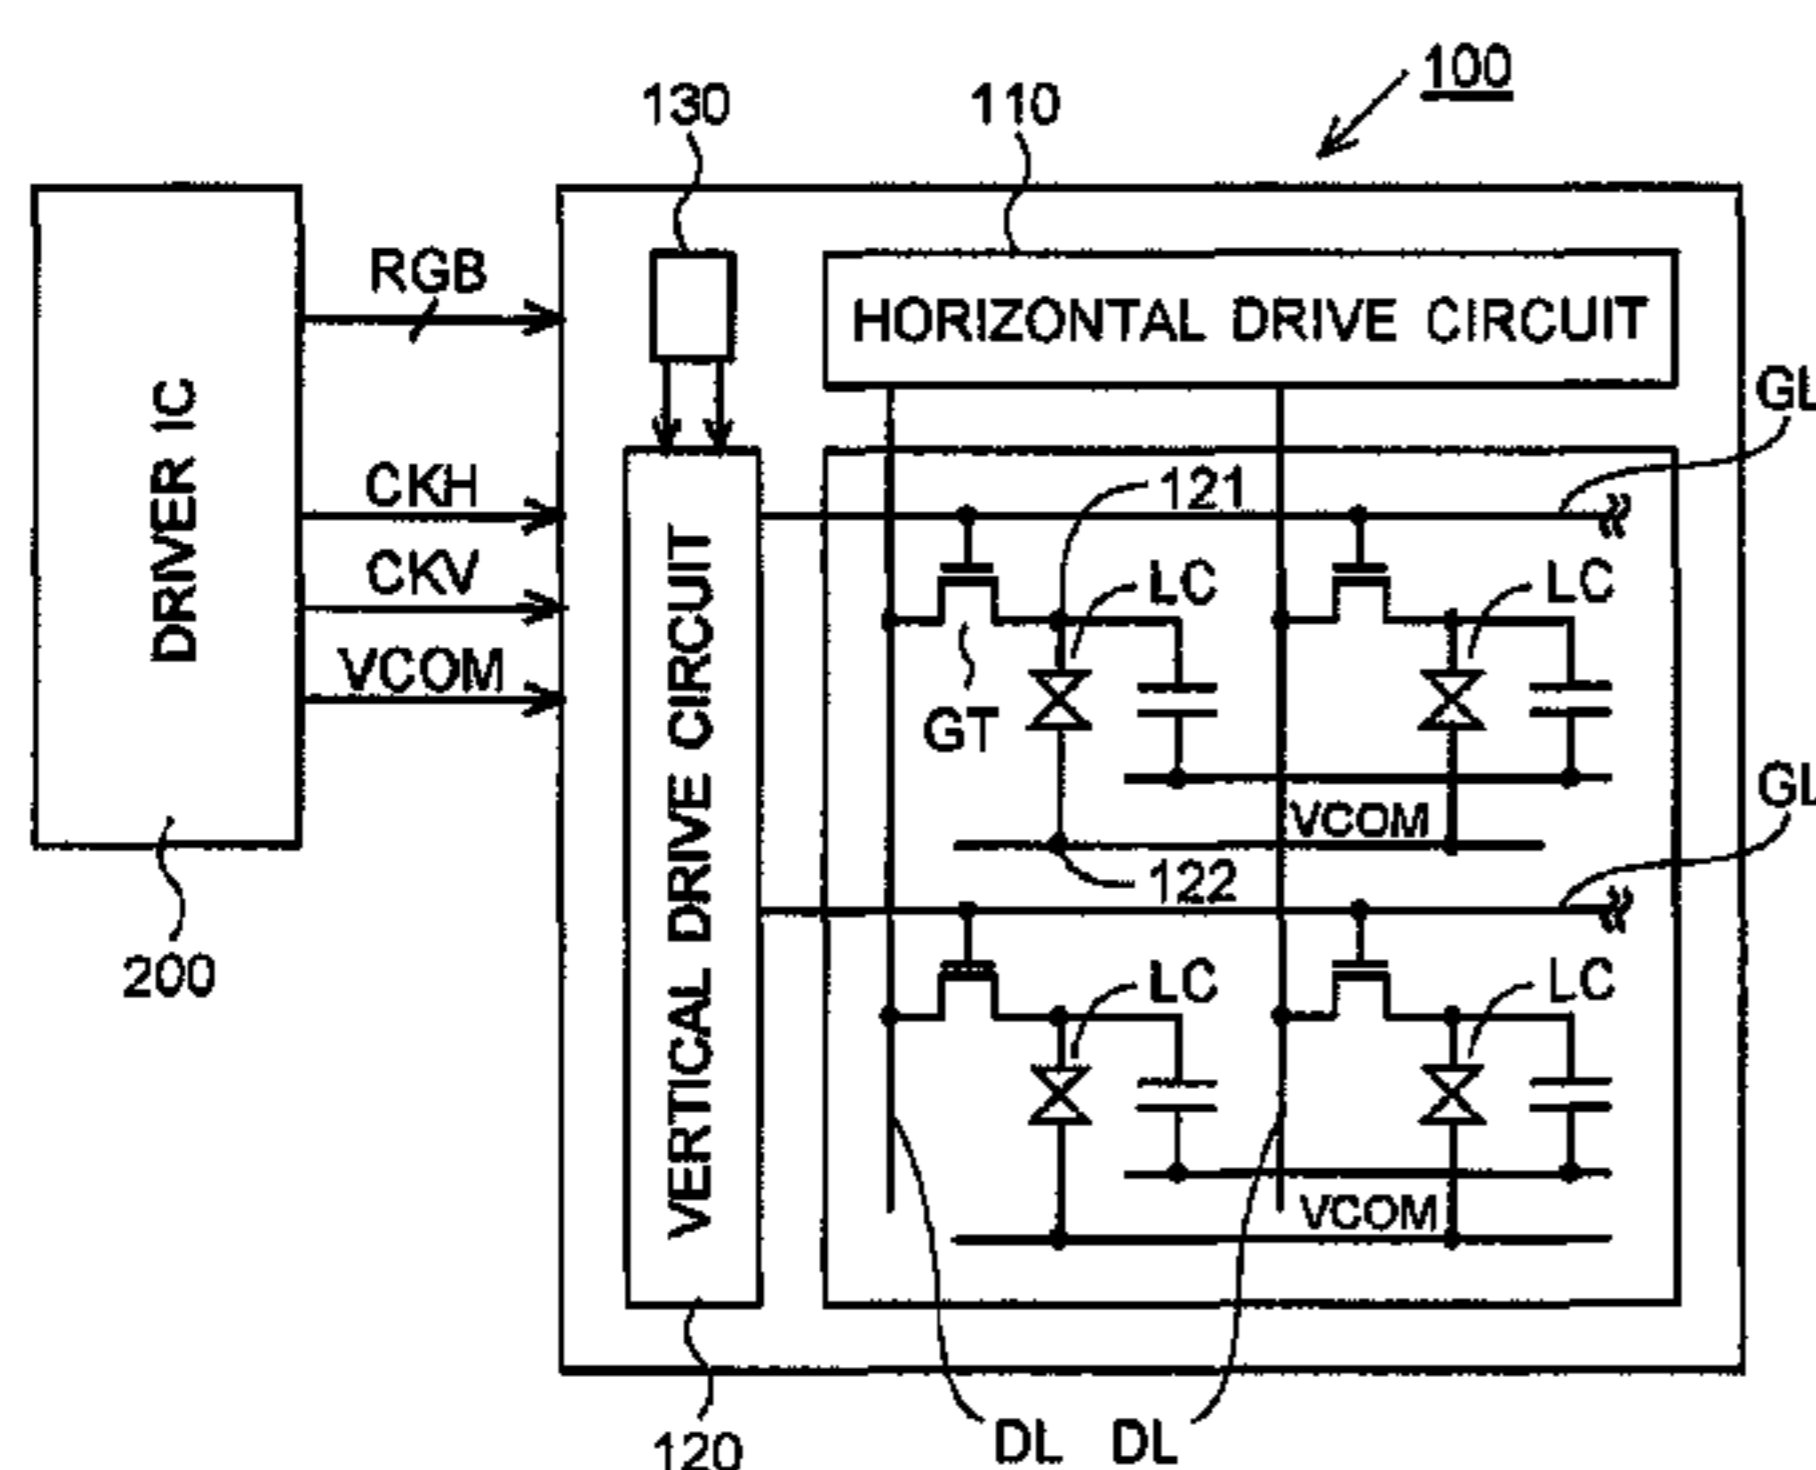 100
130
110
RGB
HORIZONTAL DRIVE CIRCUIT
DRIVER IC
GL
CKH
121
CKV
LC
LC
VERTICAL DRIVE CIRCUIT
VCOM
GT
GL
VCOM
122
200
LC
LC
VCOM
120
DL
DL